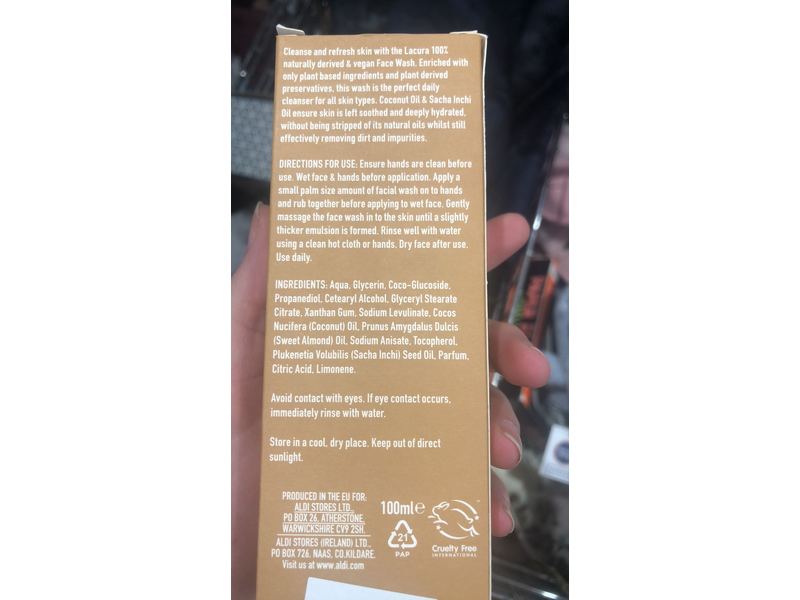 Cleanse and refresh skin with the Lacura 100%
naturally derived & vegan Face Wash. Enriched with
only plant based ingredients and plant derived
preservatives, this wash is the perfect daily
cleanser for all skin types. Coconut Oil & Sacha Inchi
Oil ensure skin is left soothed and deeply hydrated,
without being stripped of its natural oils whilst still
effectively removing dirt and impurities.
DIRECTIONS FOR USE: Ensure hands are clean before
use. Wet face & hands before application. Apply a
small palm size amount of facial wash on to hands
and rub together before applying to wet face. Gently
massage the face wash in to the skin until a slightly
thicker emulsion is formed. Rinse well with water
using a clean hot cloth or hands. Dry face after use.
Use daily.
INGREDIENTS: Aqua, Glycerin, Coco-Glucoside,
Propanediol, Cetearyl Alcohol, Glyceryl Stearate
Citrate, Xanthan Gum, Sodium Levulinate, Cocos
Nucifera (Coconut) Oil, Prunus Amygdalus Dulcis
(Sweet Almond) Oil, Sodium Anisate, Tocopherol,
Plukenetia Volubilis (Sacha Inchi) Seed Oil, Parfum,
Citric Acid, Limonene.
Avoid contact with eyes. If eye contact occurs,
immediately rinse with water.
Store in a cool, dry place. Keep out of direct
sunlight.
PRODUCED IN THE EU FOR:
ALDI STORES LTD.,
PO BOX 26, ATHERSTONE,
WARWICKSHIRE CV9 2SH.
ALDI STORES (IRELAND) LTD.,
PO BOX 726, NAAS, CO.KILDARE.
Visit us at www.aldi.com
100ml℮
21
PAP
Cruelty Free
INTERNATIONAL